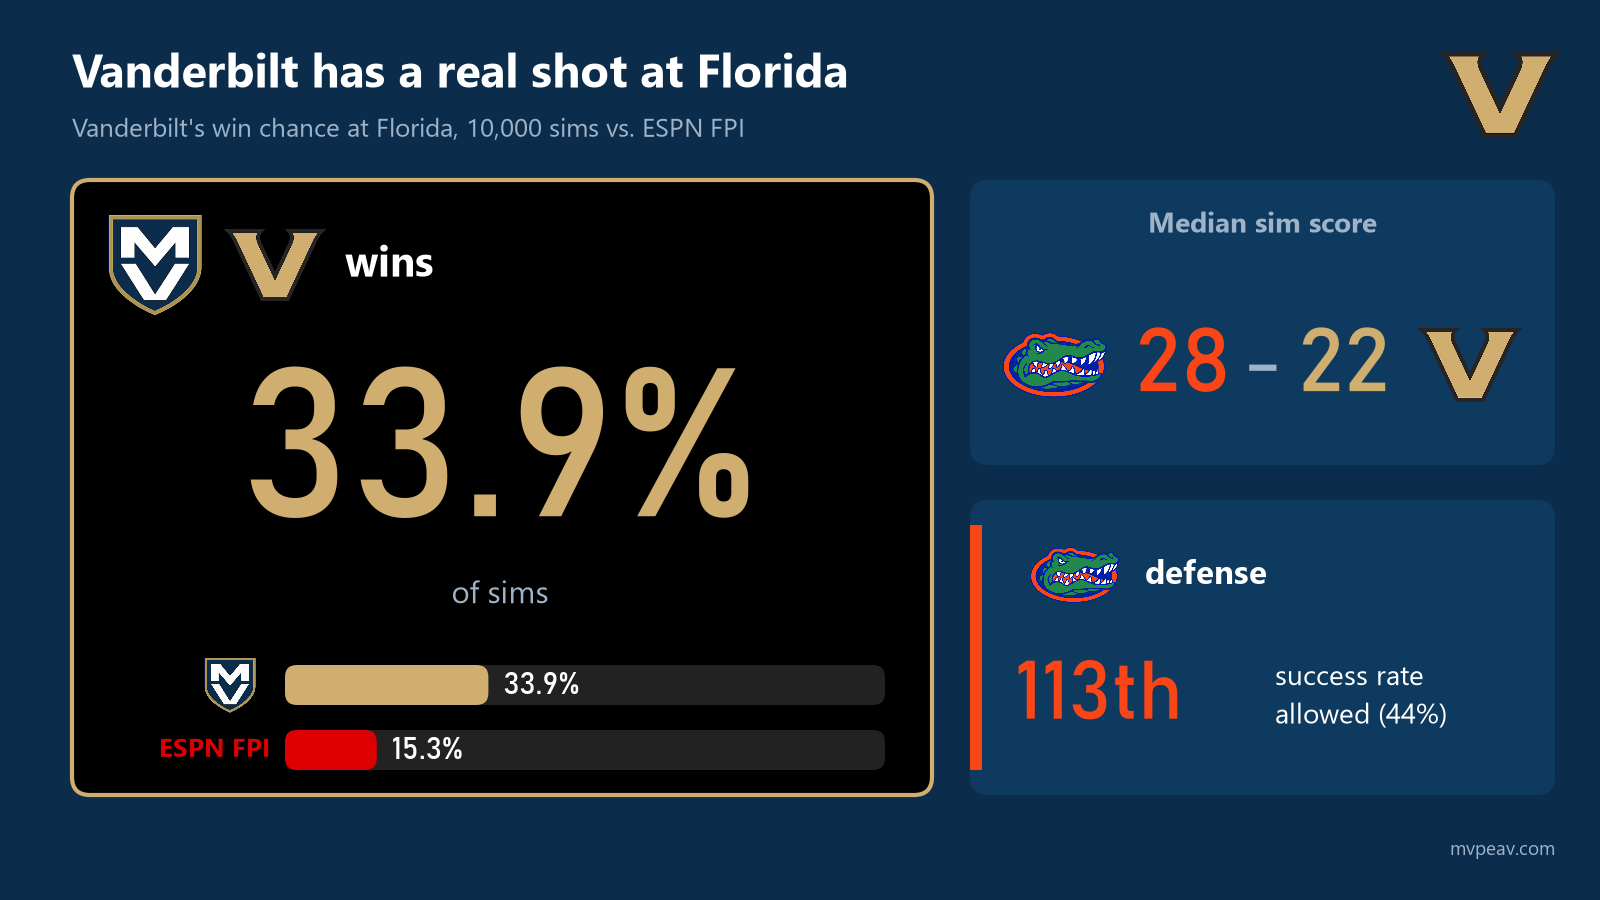 Vanderbilt has a real shot at Florida
Vanderbilt's win chance at Florida, 10,000 sims vs. ESPN FPI
V
MV V wins
33.9%
of sims
MV 33.9%
ESPN FPI 15.3%
Median sim score
28 – 22 V
defense
113th
success rate
allowed (44%)
mvpeav.com